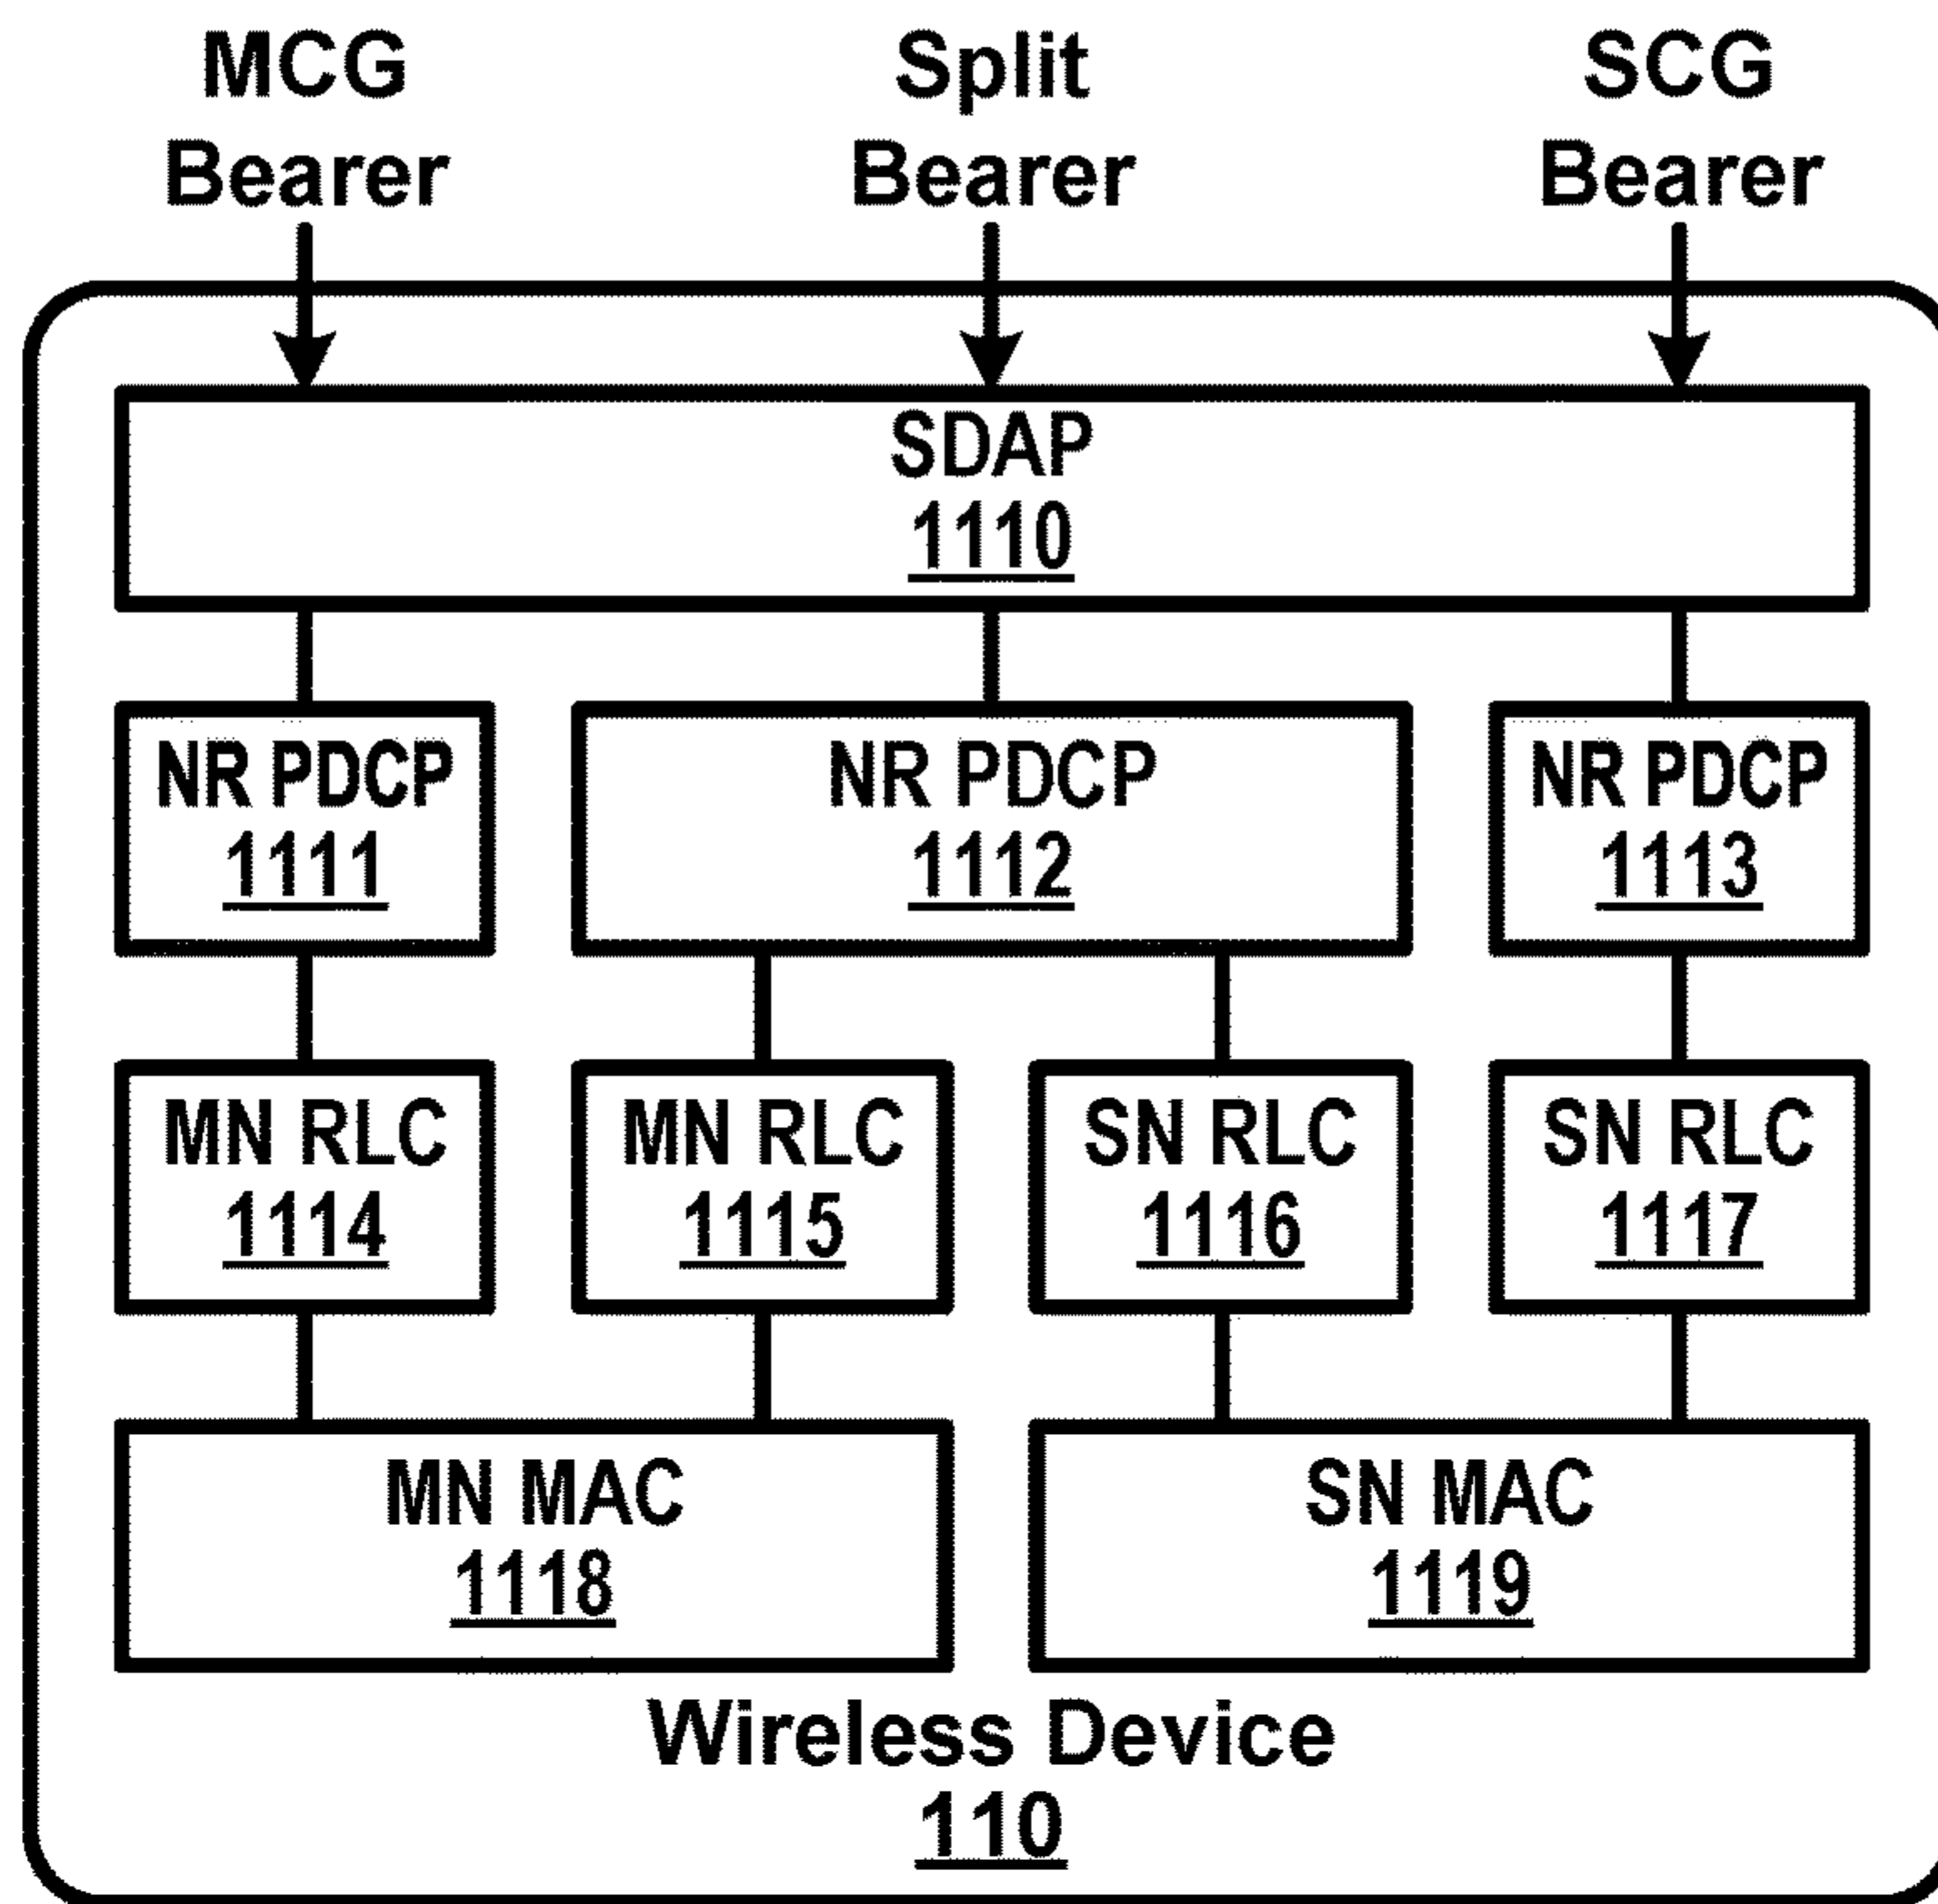 MCG
Bearer
Split
Bearer
SCG
Bearer
SDAP
1110
NR PDCP
1111
NR PDCP
1112
NR PDCP
1113
MN RLC
1114
MN RLC
1115
SN RLC
1116
SN RLC
1117
MN MAC
1118
SN MAC
1119
Wireless Device
110